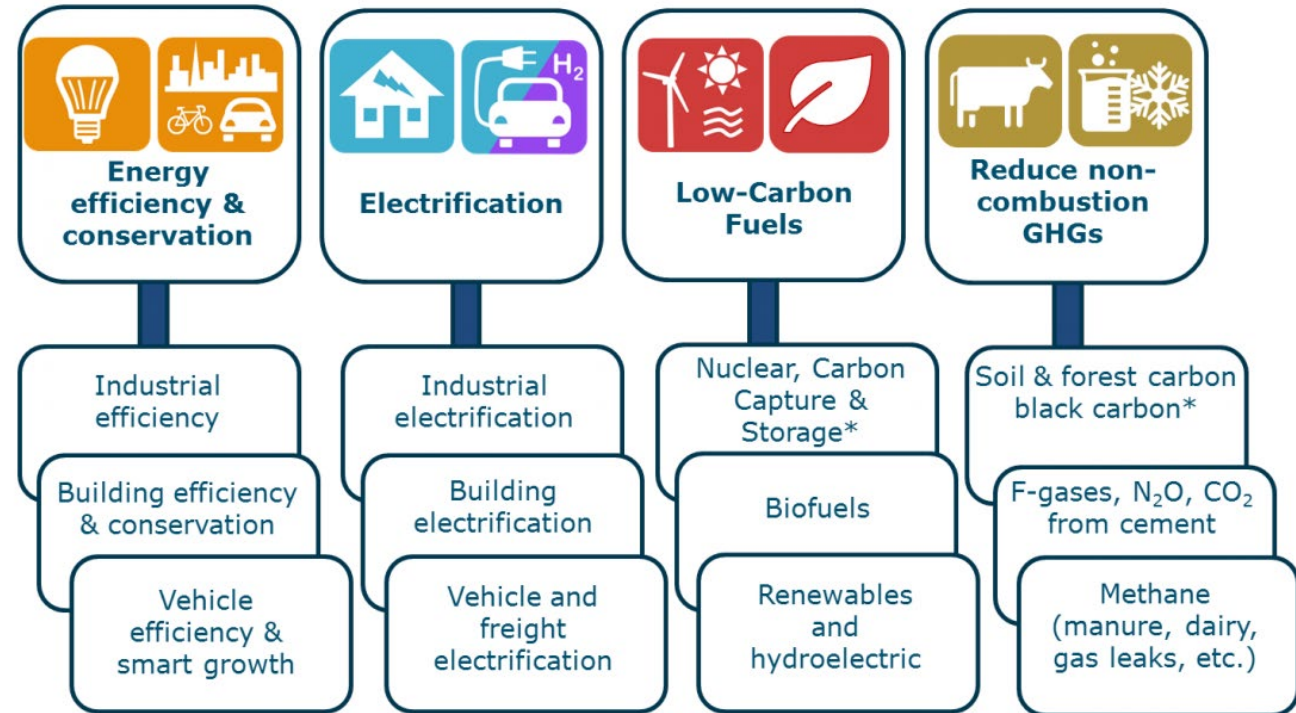 H₂
Energy
efficiency &
conservation
Electrification
Low-Carbon
Fuels
Reduce non-
combustion
GHGs
Industrial
efficiency
Building efficiency
& conservation
Vehicle
efficiency &
smart growth
Industrial
electrification
Building
electrification
Vehicle and
freight
electrification
Nuclear, Carbon
Capture &
Storage*
Biofuels
Renewables
and
hydroelectric
Soil & forest carbon
black carbon*
F-gases, N₂O, CO₂
from cement
Methane
(manure, dairy,
gas leaks, etc.)